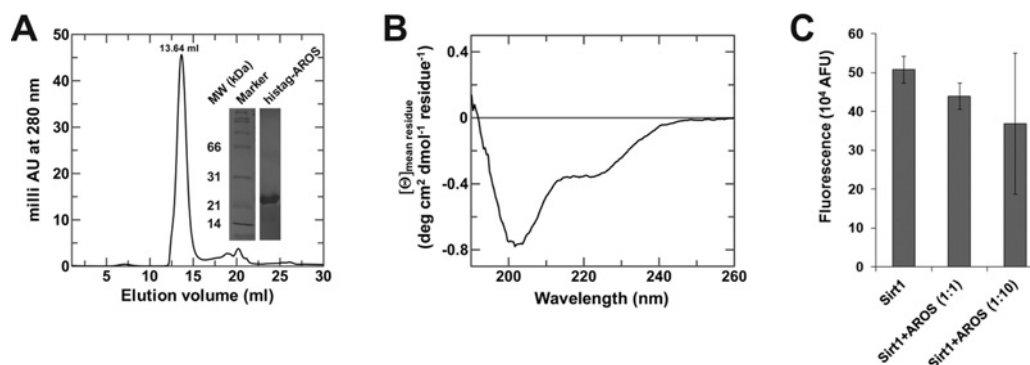 A
13.64 ml
50
40
30
20
10
0
milli AU at 280 nm
MW (kDa)
Marker
histag-AROS
66
31
21
14
5 10 15 20 25 30
Elution volume (ml)
B
0.4
0
-0.4
-0.8
[Θ]mean residue
(deg cm² dmol⁻¹ residue⁻¹)
200 220 240 260
Wavelength (nm)
C
60
50
40
30
20
10
0
Fluorescence (10⁴ AFU)
Sirt1
Sirt1+AROS (1:1)
Sirt1+AROS (1:10)